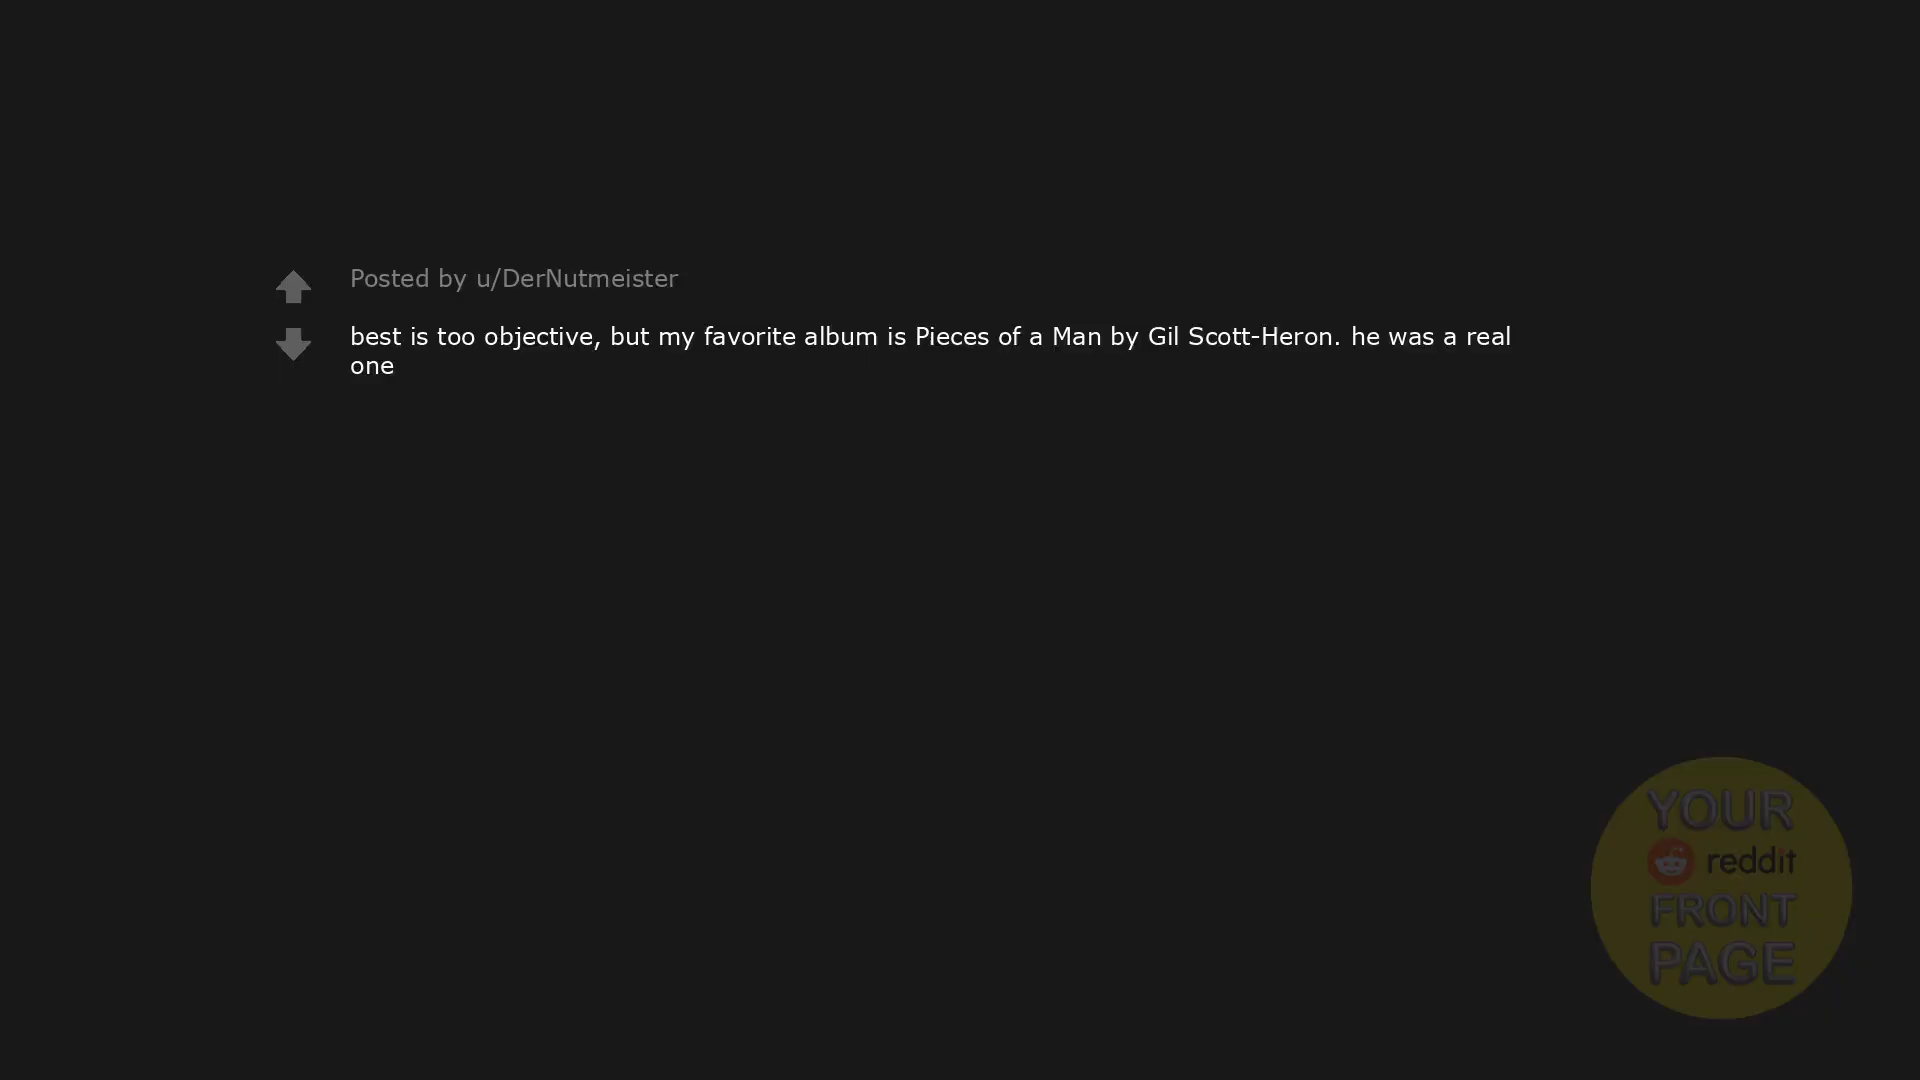 Posted by u/DerNutmeister
best is too objective, but my favorite album is Pieces of a Man by Gil Scott-Heron. he was a real
one
YOUR
reddit
FRONT
PAGE